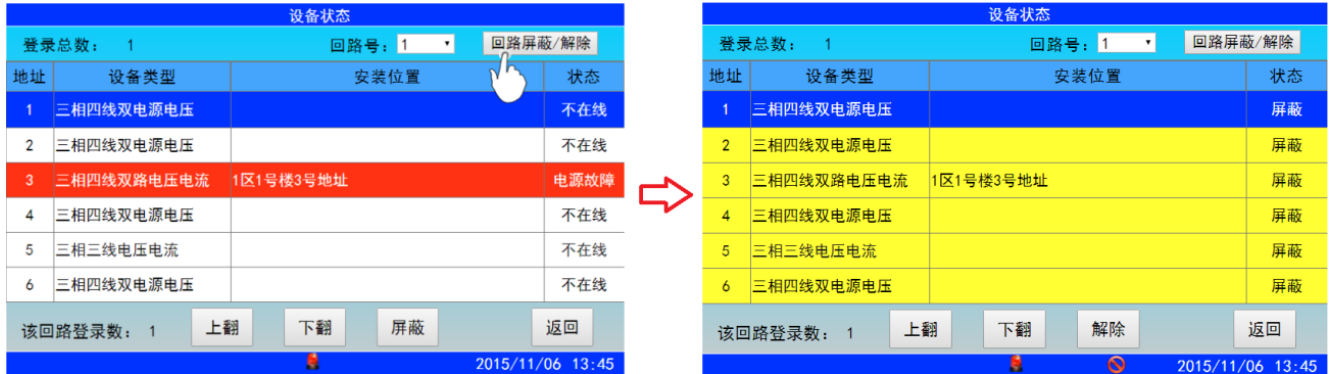 设备状态
登录总数: 1 回路号: 1 回路屏蔽/解除
地址 设备类型 安装位置 状态
1 三相四线双电源电压 不在线
2 三相四线双电源电压 不在线
3 三相四线双路电压电流 1区1号楼3号地址 电源故障
4 三相四线双电源电压 不在线
5 三相三线电压电流 不在线
6 三相四线双电源电压 不在线
该回路登录数: 1 上翻 下翻 屏蔽 返回
2015/11/06 13:45
设备状态
登录总数: 1 回路号: 1 回路屏蔽/解除
地址 设备类型 安装位置 状态
1 三相四线双电源电压 屏蔽
2 三相四线双电源电压 屏蔽
3 三相四线双路电压电流 1区1号楼3号地址 屏蔽
4 三相四线双电源电压 屏蔽
5 三相三线电压电流 屏蔽
6 三相四线双电源电压 屏蔽
该回路登录数: 1 上翻 下翻 解除 返回
2015/11/06 13:45